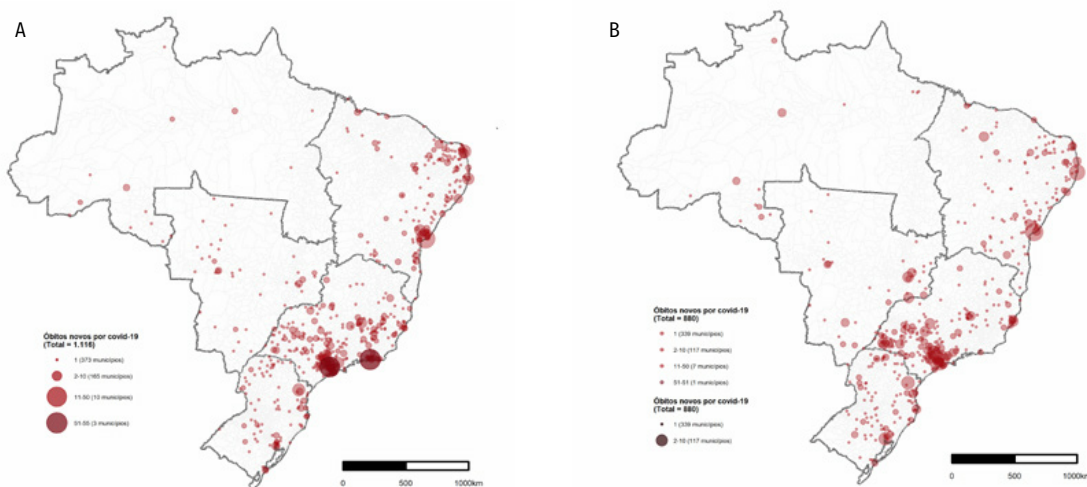 A
Óbitos novos por covid-19
(Total = 1.116)
1 (373 municípios)
2-10 (165 municípios)
11-50 (10 municípios)
51-55 (3 municípios)
0 500 1000km
B
Óbitos novos por covid-19
(Total = 880)
1 (339 municípios)
2-10 (117 municípios)
11-50 (7 municípios)
51-51 (1 municípios)
Óbitos novos por covid-19
(Total = 880)
1 (339 municípios)
2-10 (117 municípios)
0 500 1000km